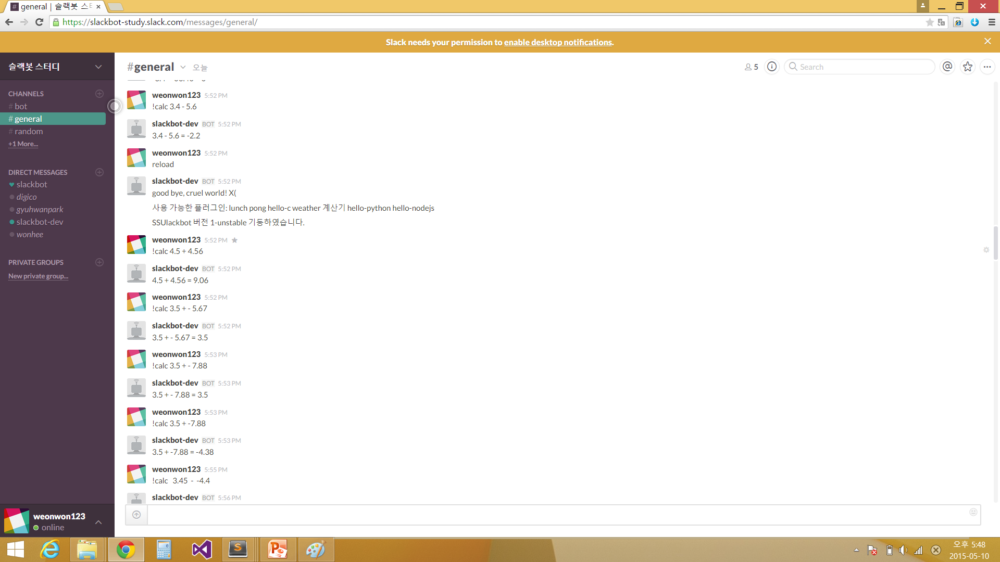 general | 슬랙봇 스
https://slackbot-study.slack.com/messages/general/
Slack needs your permission to enable desktop notifications.
슬랙봇 스터디
#general 오늘
5
Search
CHANNELS
# bot
# general
# random
+1 More...
DIRECT MESSAGES
slackbot
digico
gyuhwanpark
slackbot-dev
wonhee
PRIVATE GROUPS
New private group...
weonwon123
online
weonwon123 5:52 PM
!calc 3.4 - 5.6
slackbot-dev BOT 5:52 PM
3.4 - 5.6 = -2.2
weonwon123 5:52 PM
reload
slackbot-dev BOT 5:52 PM
good bye, cruel world! X(
사용 가능한 플러그인: lunch pong hello-c weather 계산기 hello-python hello-nodejs
SSUlackbot 버전 1-unstable 기동하였습니다.
weonwon123 5:52 PM
!calc 4.5 + 4.56
slackbot-dev BOT 5:52 PM
4.5 + 4.56 = 9.06
weonwon123 5:52 PM
!calc 3.5 + - 5.67
slackbot-dev BOT 5:52 PM
3.5 + - 5.67 = 3.5
weonwon123 5:53 PM
!calc 3.5 + - 7.88
slackbot-dev BOT 5:53 PM
3.5 + - 7.88 = 3.5
weonwon123 5:53 PM
!calc 3.5 + -7.88
slackbot-dev BOT 5:53 PM
3.5 + -7.88 = -4.38
weonwon123 5:55 PM
!calc 3.45 - -4.4
slackbot-dev BOT 5:56 PM
오후 5:48
2015-05-10